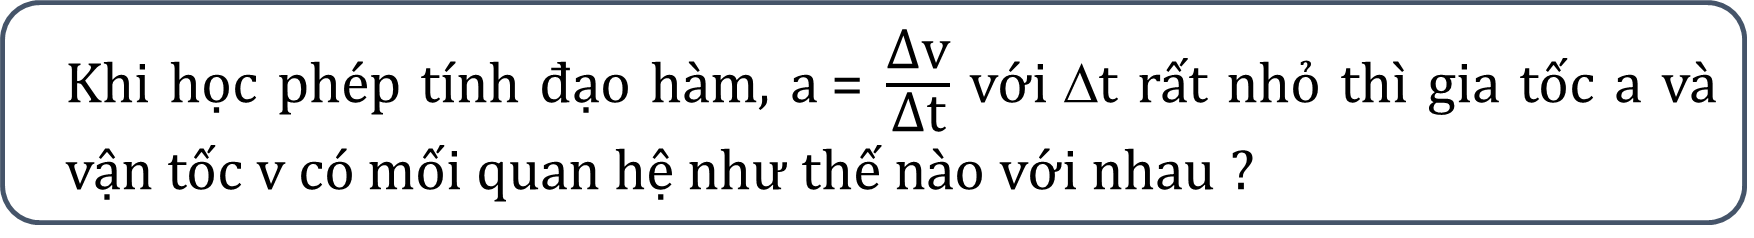 Khi học phép tính đạo hàm, a = Δv/Δt với Δt rất nhỏ thì gia tốc a và
vận tốc v có mối quan hệ như thế nào với nhau ?